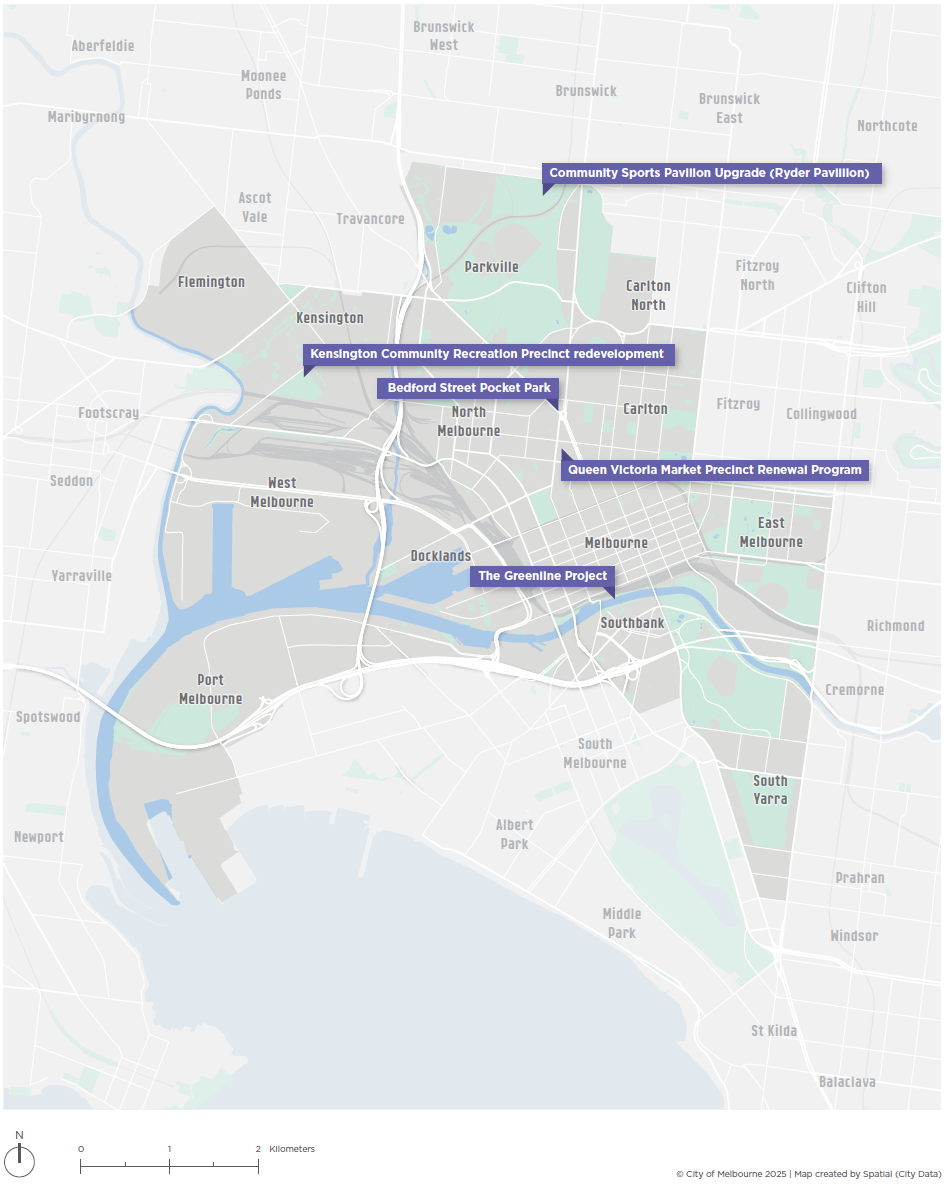 Brunswick
West
Aberfeldie
Moonee
Ponds
Brunswick
Brunswick
East
Maribyrnong
Northcote
Community Sports Pavilion Upgrade (Ryder Pavillion)
Ascot
Vale
Travancore
Parkville
Fitzroy
North
Flemington
Carlton
North
Clifton
Hill
Kensington
Kensington Community Recreation Precinct redevelopment
Bedford Street Pocket Park
Footscray
North
Melbourne
Carlton
Fitzroy
Collingwood
Queen Victoria Market Precinct Renewal Program
Seddon
West
Melbourne
East
Melbourne
Melbourne
Docklands
Yarraville
The Greenline Project
Southbank
Richmond
Port
Melbourne
Cremorne
Spotswood
South
Melbourne
South
Yarra
Newport
Albert
Park
Prahran
Middle
Park
Windsor
St Kilda
Balaclava
N
0 1 2 Kilometers
© City of Melbourne 2025 | Map created by Spatial (City Data)